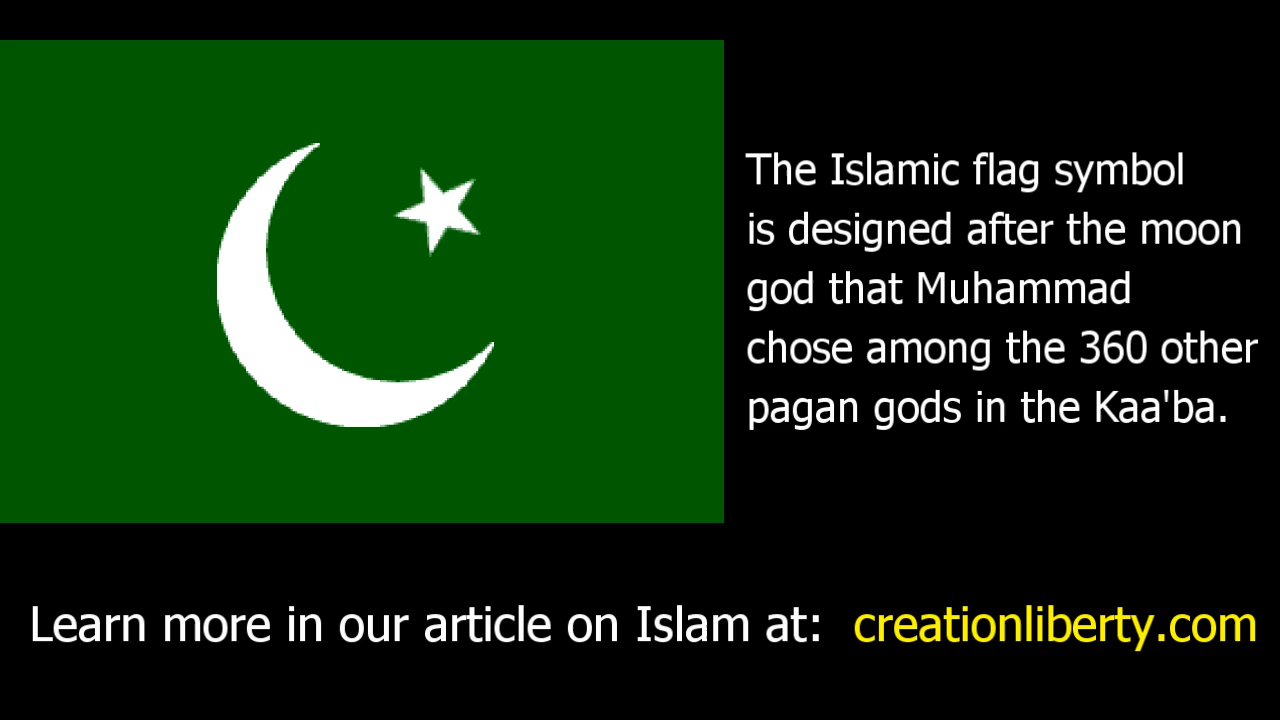 The Islamic flag symbol
is designed after the moon
god that Muhammad
chose among the 360 other
pagan gods in the Kaa'ba.
Learn more in our article on Islam at: creationliberty.com